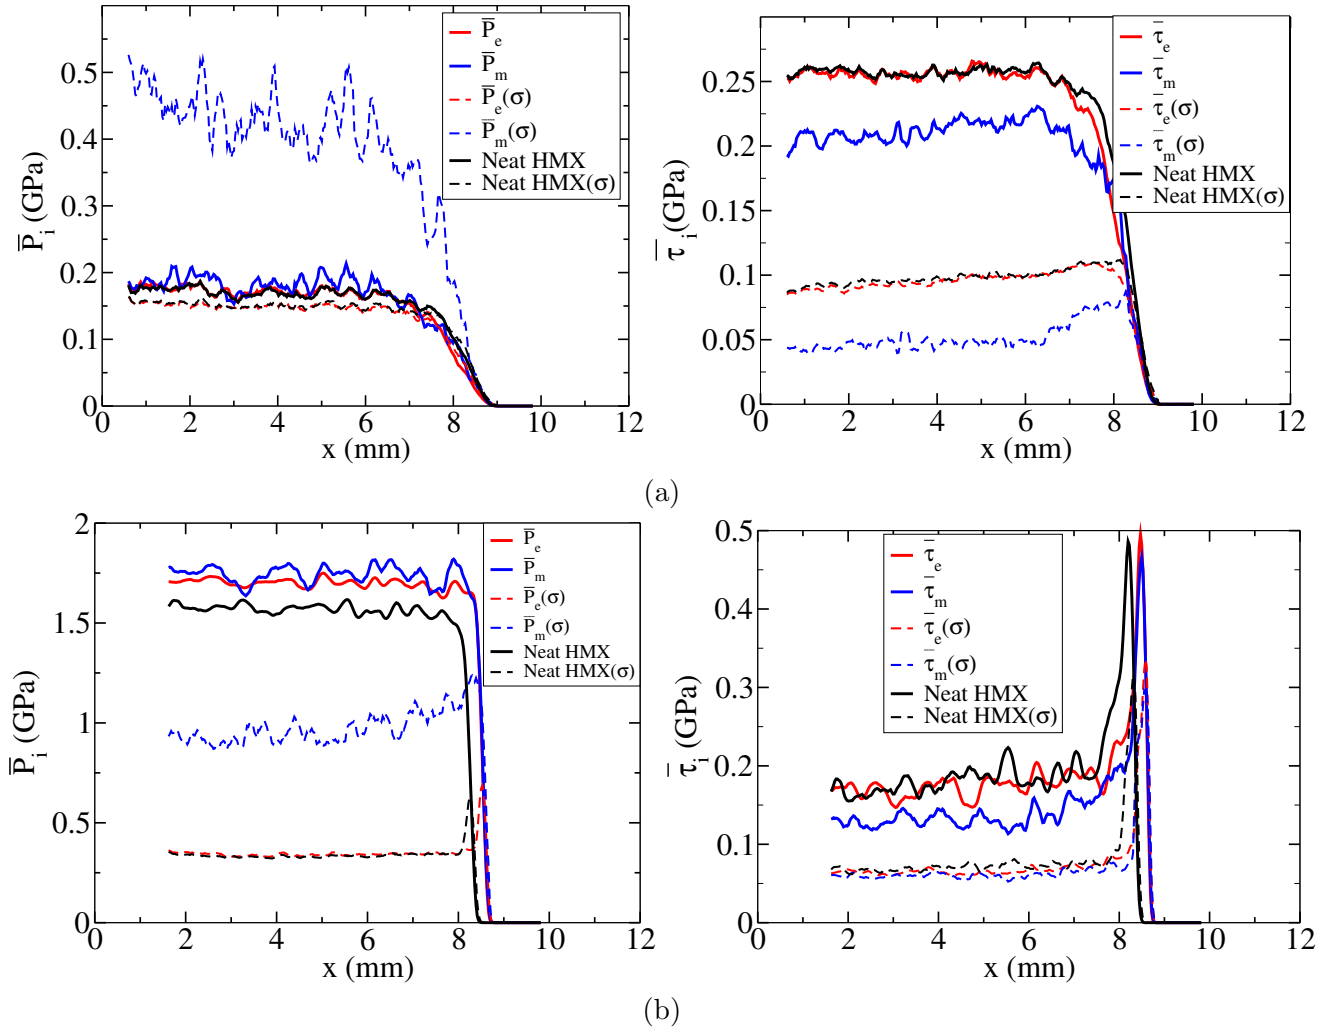 P̅e
P̅m
P̅e(σ)
P̅m(σ)
Neat HMX
Neat HMX(σ)
0.5
0.4
0.3
0.2
0.1
0
P̅i (GPa)
0 2 4 6 8 10 12
x (mm)
τ̅e
τ̅m
τ̅e(σ)
τ̅m(σ)
Neat HMX
Neat HMX(σ)
0.25
0.2
0.15
0.1
0.05
0
τ̅i(GPa)
0 2 4 6 8 10 12
x (mm)
(a)
P̅e
P̅m
P̅e(σ)
P̅m(σ)
Neat HMX
Neat HMX(σ)
2
1.5
1
0.5
0
P̅i (GPa)
0 2 4 6 8 10 12
x (mm)
τ̅e
τ̅m
τ̅e(σ)
τ̅m(σ)
Neat HMX
Neat HMX(σ)
0.5
0.4
0.3
0.2
0.1
0
τ̅i(GPa)
0 2 4 6 8 10 12
x (mm)
(b)